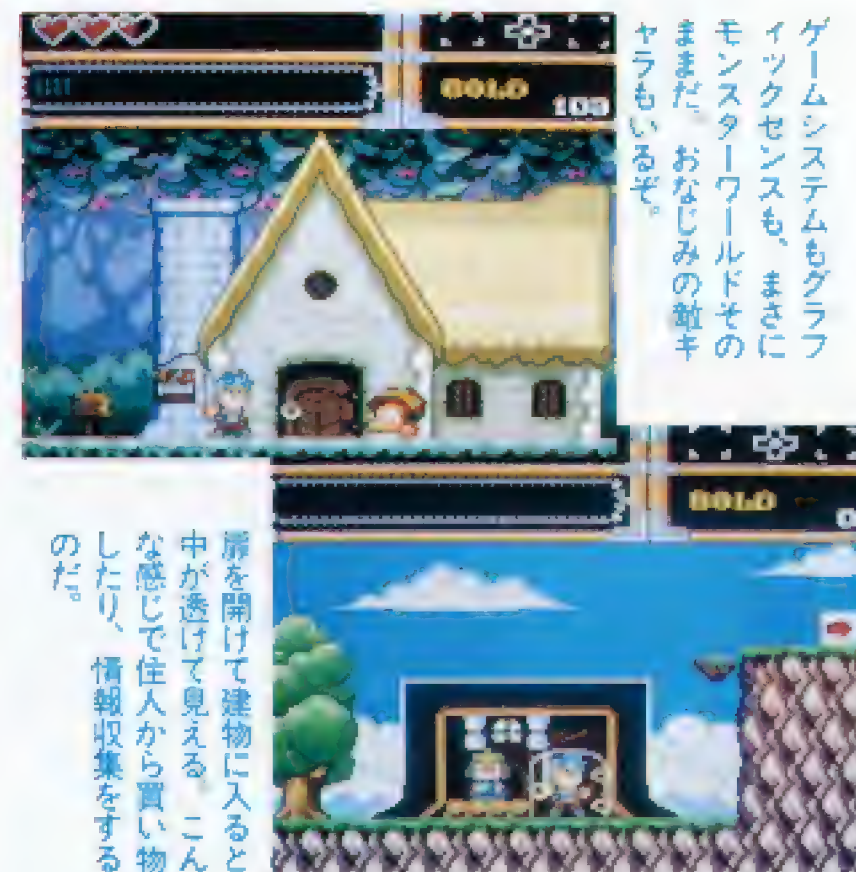 ゲームシステムもグラフ
ィックセンスも、まさに
モンスターワールドその
ままだ。おなじみの敵キ
ャラもいるぞ。
GOLD
103
GOLD
0
扉を開けて建物に入ると
中が透けて見える。こん
な感じで住人から買い物
したり、情報収集をする
のだ。